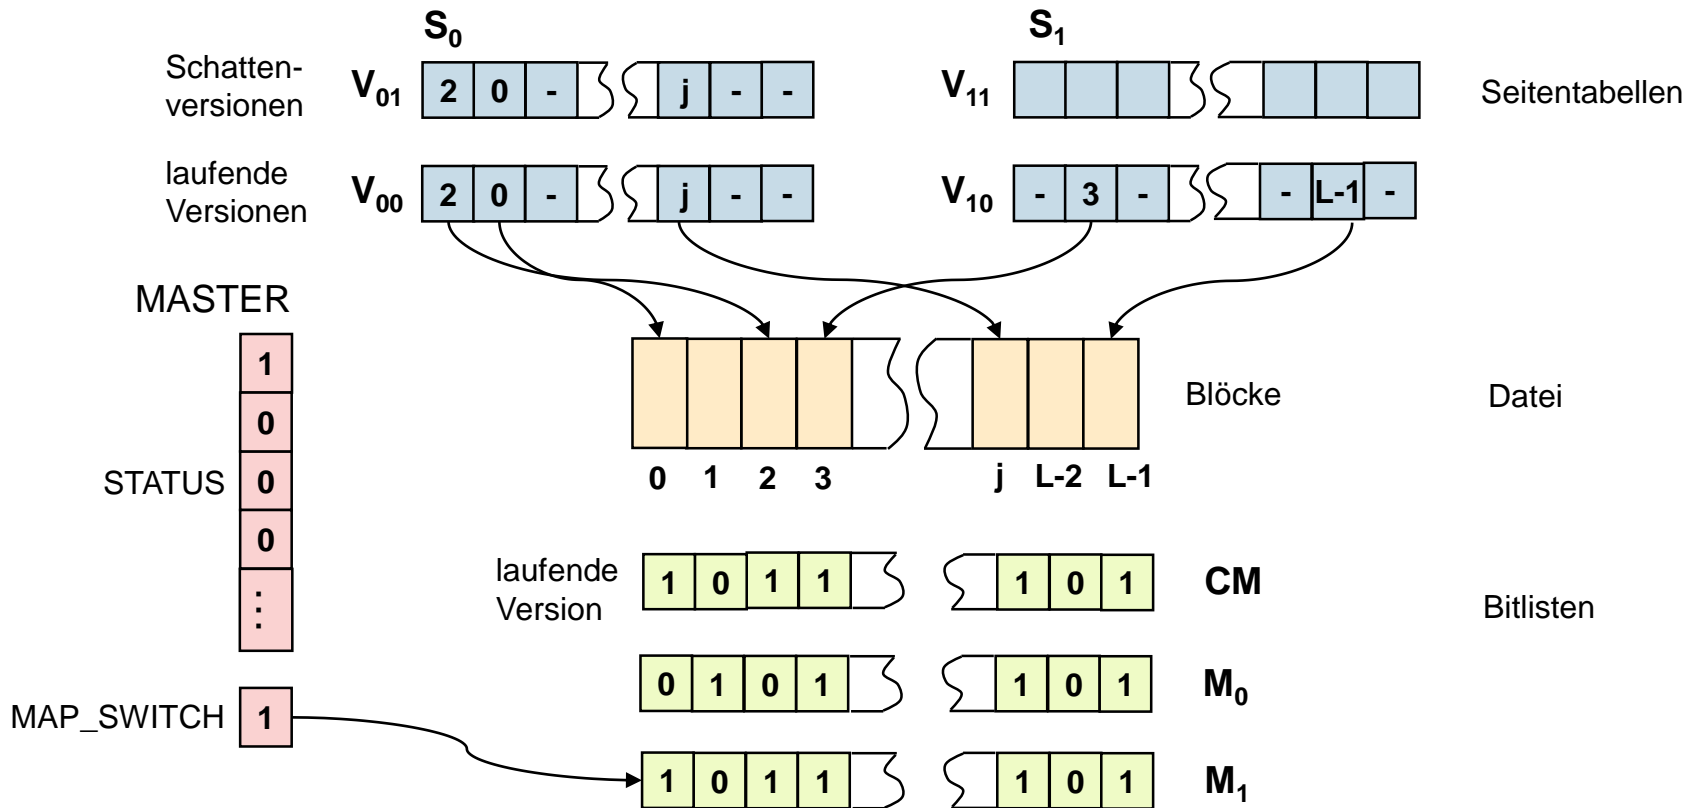 S₀ S₁
Schatten-
versionen
V₀₁ 2 0 - j - -
V₁₁
Seitentabellen
laufende
Versionen
V₀₀ 2 0 - j - -
V₁₀ - 3 - - L-1 -
MASTER
1
0
STATUS 0
0
⋮
Blöcke
Datei
0 1 2 3 j L-2 L-1
laufende
Version
1 0 1 1 1 0 1 CM
Bitlisten
0 1 0 1 1 0 1 M₀
MAP_SWITCH 1
1 0 1 1 1 0 1 M₁